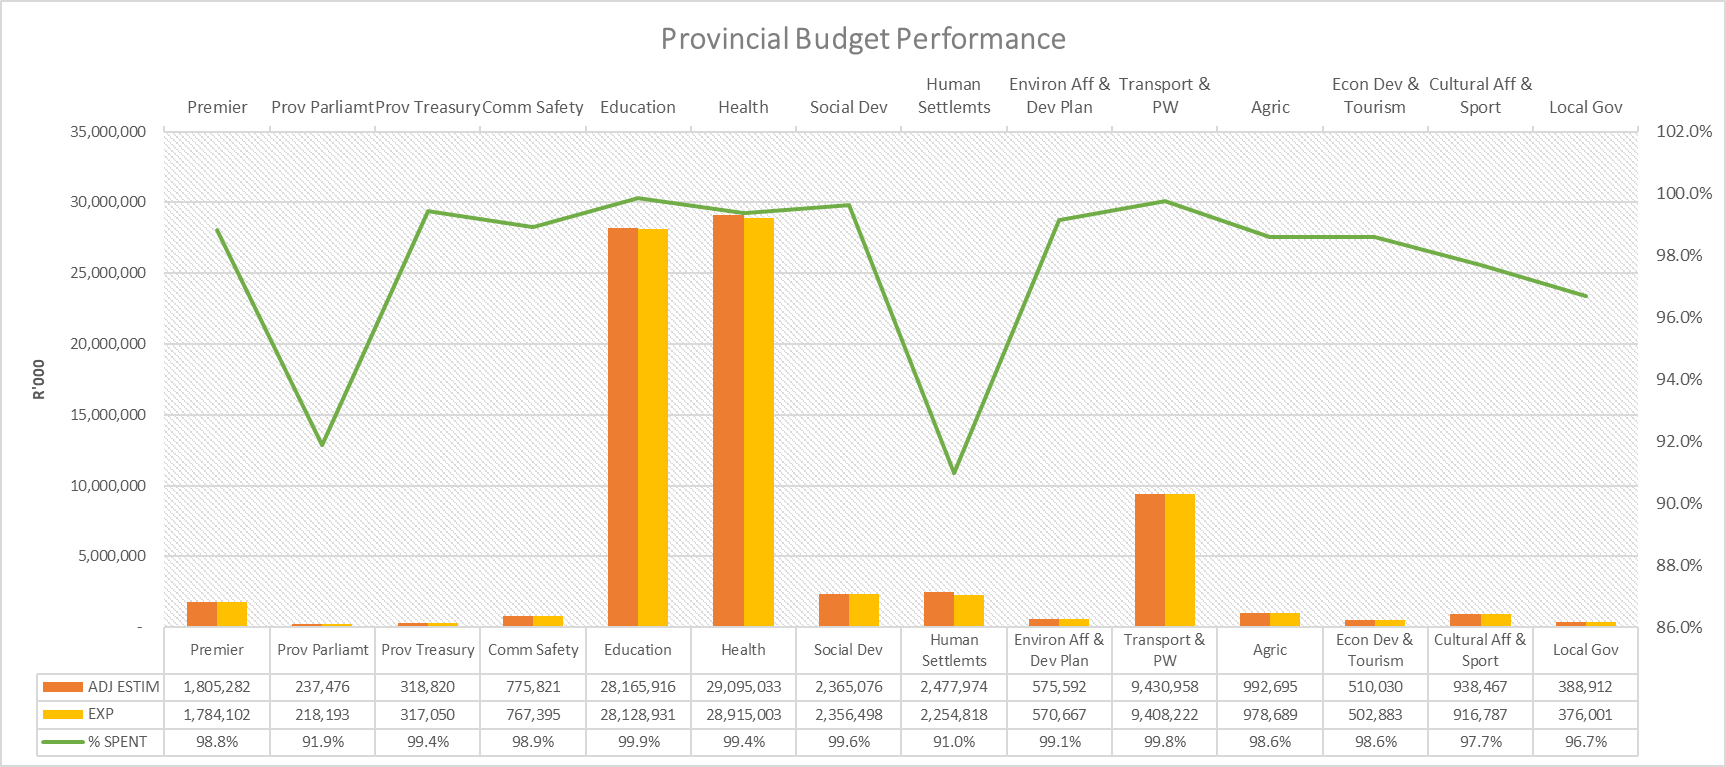 Provincial Budget Performance
Human Environ Aff & Transport & Econ Dev & Cultural Aff &
Premier Prov Parliamt Prov Treasury Comm Safety Education Health Social Dev Settlemts Dev Plan PW Agric Tourism Sport Local Gov
35,000,000 102.0%
30,000,000 100.0%
25,000,000 98.0%
20,000,000 96.0%
15,000,000 94.0%
10,000,000 92.0%
5,000,000 90.0%
- 88.0%
86.0%
R'000
Human Environ Aff & Transport & Econ Dev & Cultural Aff &
Premier Prov Parliamt Prov Treasury Comm Safety Education Health Social Dev Agric Local Gov
Settlemts Dev Plan PW Tourism Sport
ADJ ESTIM 1,805,282 237,476 318,820 775,821 28,165,916 29,095,033 2,365,076 2,477,974 575,592 9,430,958 992,695 510,030 938,467 388,912
EXP 1,784,102 218,193 317,050 767,395 28,128,931 28,915,003 2,356,498 2,254,818 570,667 9,408,222 978,689 502,883 916,787 376,001
% SPENT 98.8% 91.9% 99.4% 98.9% 99.9% 99.4% 99.6% 91.0% 99.1% 99.8% 98.6% 98.6% 97.7% 96.7%